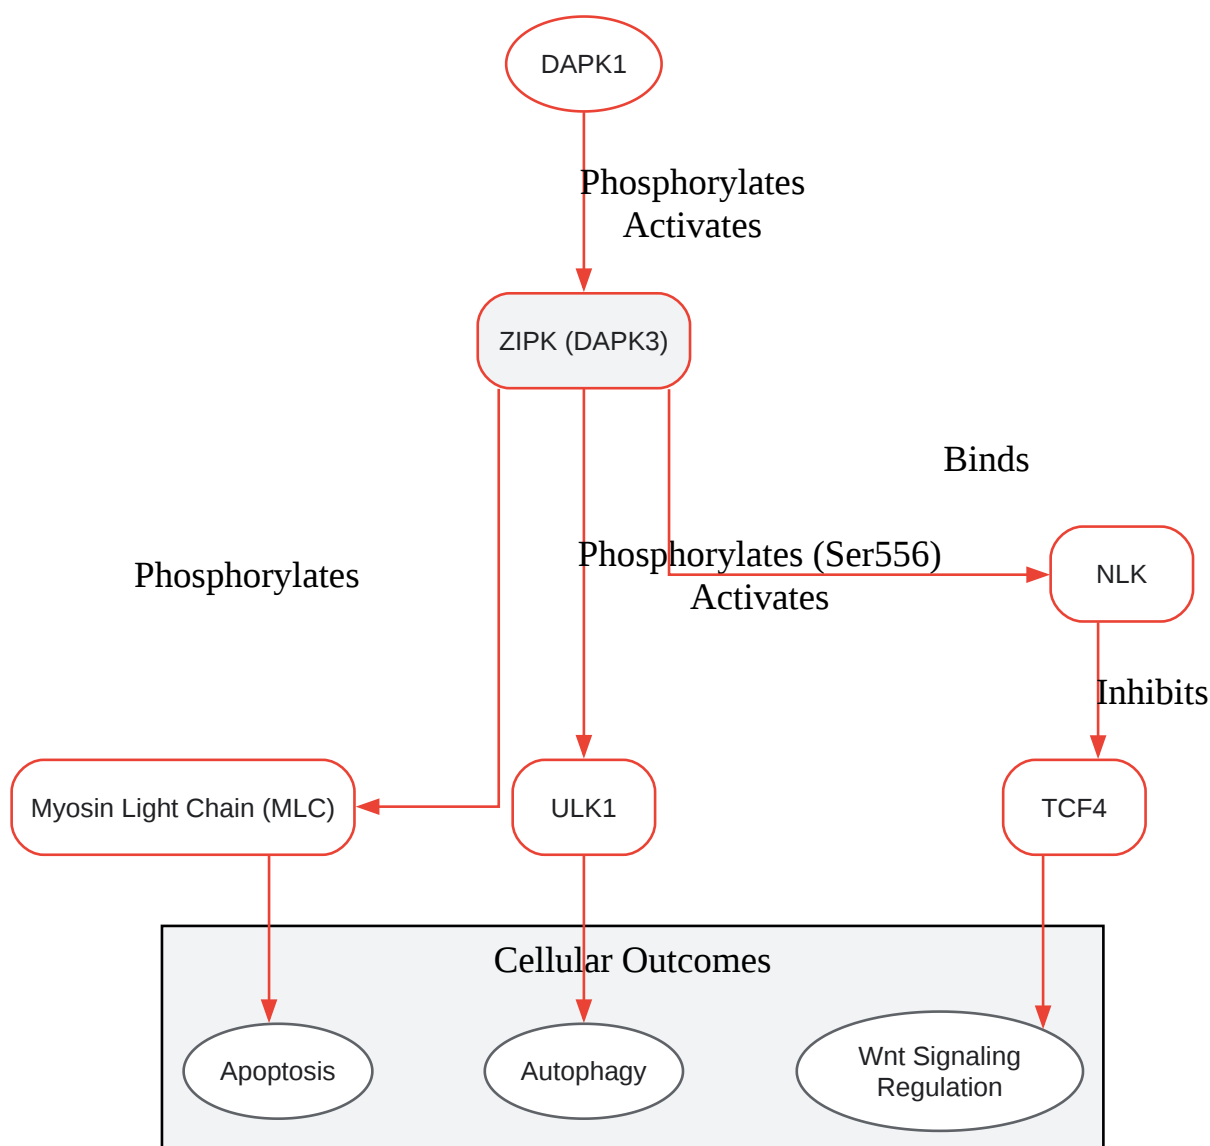 DAPK1
Phosphorylates
Activates
ZIPK (DAPK3)
Binds
Phosphorylates
Phosphorylates (Ser556)
Activates
NLK
Inhibits
Myosin Light Chain (MLC)
ULK1
TCF4
Cellular Outcomes
Apoptosis
Autophagy
Wnt Signaling
Regulation